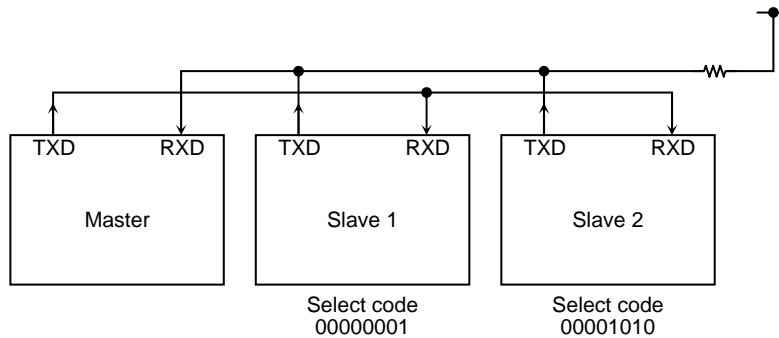 TXD RXD TXD RXD TXD RXD
Master Slave 1 Slave 2
Select code Select code
00000001 00001010